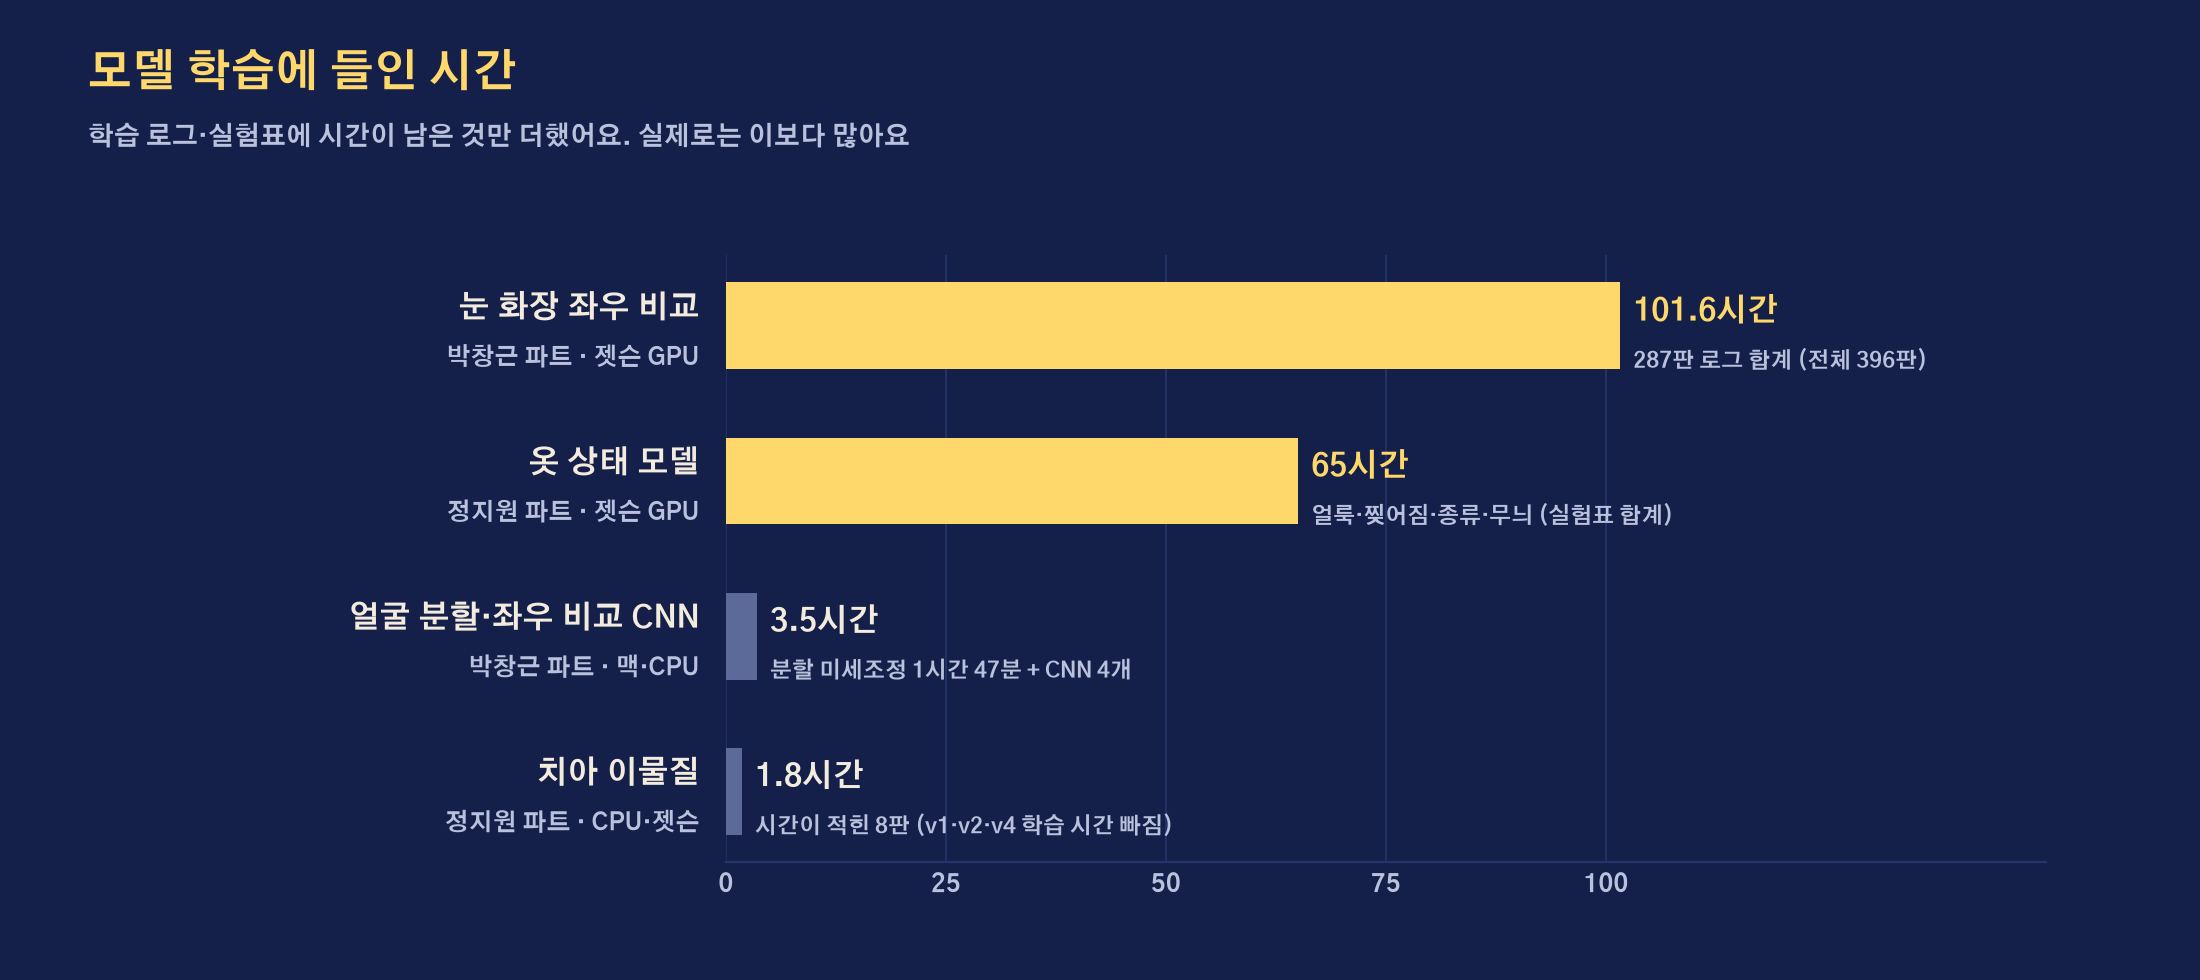 모델 학습에 들인 시간
학습 로그·실험표에 시간이 남은 것만 더했어요. 실제로는 이보다 많아요
눈 화장 좌우 비교
박창근 파트 · 젯슨 GPU
101.6시간
287판 로그 합계 (전체 396판)
옷 상태 모델
정지원 파트 · 젯슨 GPU
65시간
얼룩·찢어짐·종류·무늬 (실험표 합계)
얼굴 분할·좌우 비교 CNN
박창근 파트 · 맥·CPU
3.5시간
분할 미세조정 1시간 47분 + CNN 4개
치아 이물질
정지원 파트 · CPU·젯슨
1.8시간
시간이 적힌 8판 (v1·v2·v4 학습 시간 빠짐)
0 25 50 75 100